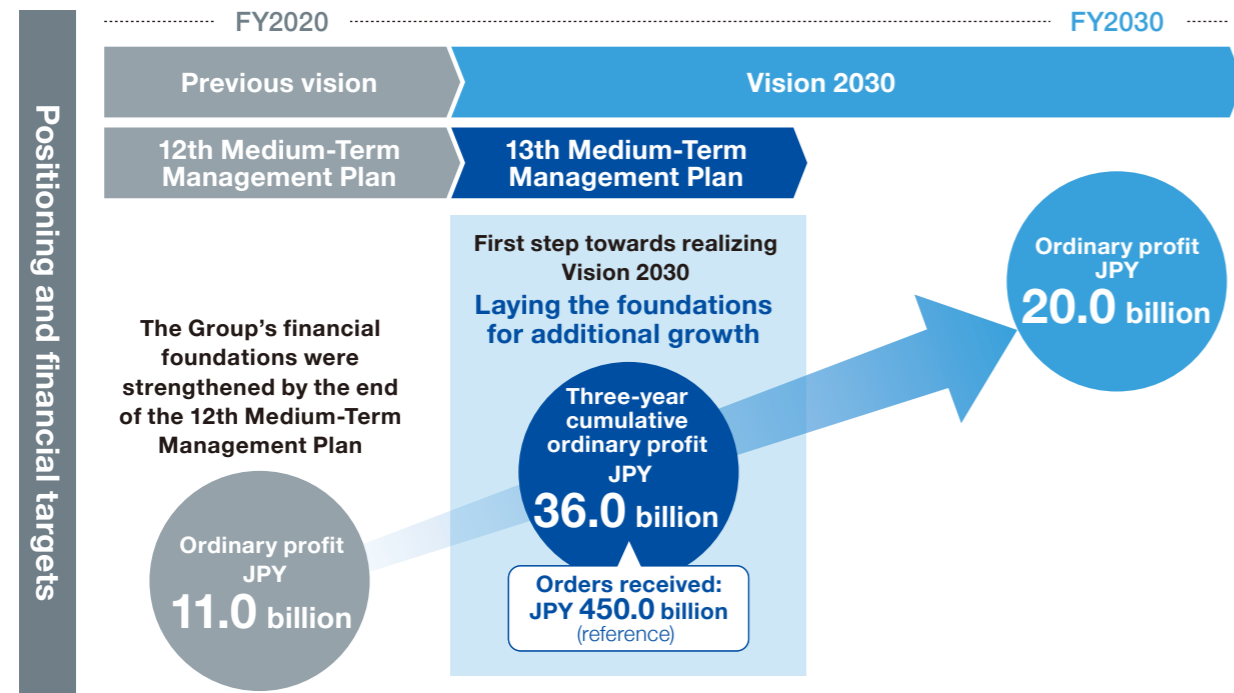 Positioning and financial targets
FY2020
FY2030
Previous vision
Vision 2030
12th Medium-Term
Management Plan
13th Medium-Term
Management Plan
The Group's financial
foundations were
strengthened by the end
of the 12th Medium-Term
Management Plan
Ordinary profit
JPY
11.0 billion
First step towards realizing
Vision 2030
Laying the foundations
for additional growth
Three-year
cumulative
ordinary profit
JPY
36.0 billion
Orders received:
JPY 450.0 billion
(reference)
Ordinary profit
JPY
20.0 billion